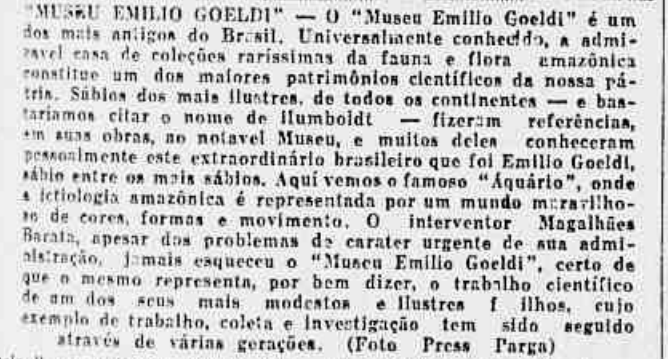 "MUSEU EMILIO GOELDI" — O "Museu Emilio Goeldi" é um
dos mais antigos do Brasil. Universalmente conhecido, a admi-
ravel casa de coleções raríssimas da fauna e flora amazônica
constitue um dos maiores patrimônios científicos da nossa pá-
tria. Sábios dos mais ilustres, de todos os continentes — e bas-
tariamos citar o nome de Humboldt — fizeram referências,
em suas obras, ao notavel Museu, e muitos deles conheceram
pessoalmente este extraordinário brasileiro que foi Emilio Goeldi,
sábio entre os mais sábios. Aquí vemos o famoso "Aquário", onde
a ictiologia amazônica é representada por um mundo maravilho-
so de cores, formas e movimento. O interventor Magalhães
Barata, apesar dos problemas de carater urgente de sua admi-
nistração, jamais esqueceu o "Museu Emilio Goeldi", certo de
que o mesmo representa, por bem dizer, o trabalho científico
de um dos seus mais modestos e ilustres f ilhos, cujo
exemplo de trabalho, coleta e investigação tem sido seguido
através de várias gerações. (Foto Press Parga)